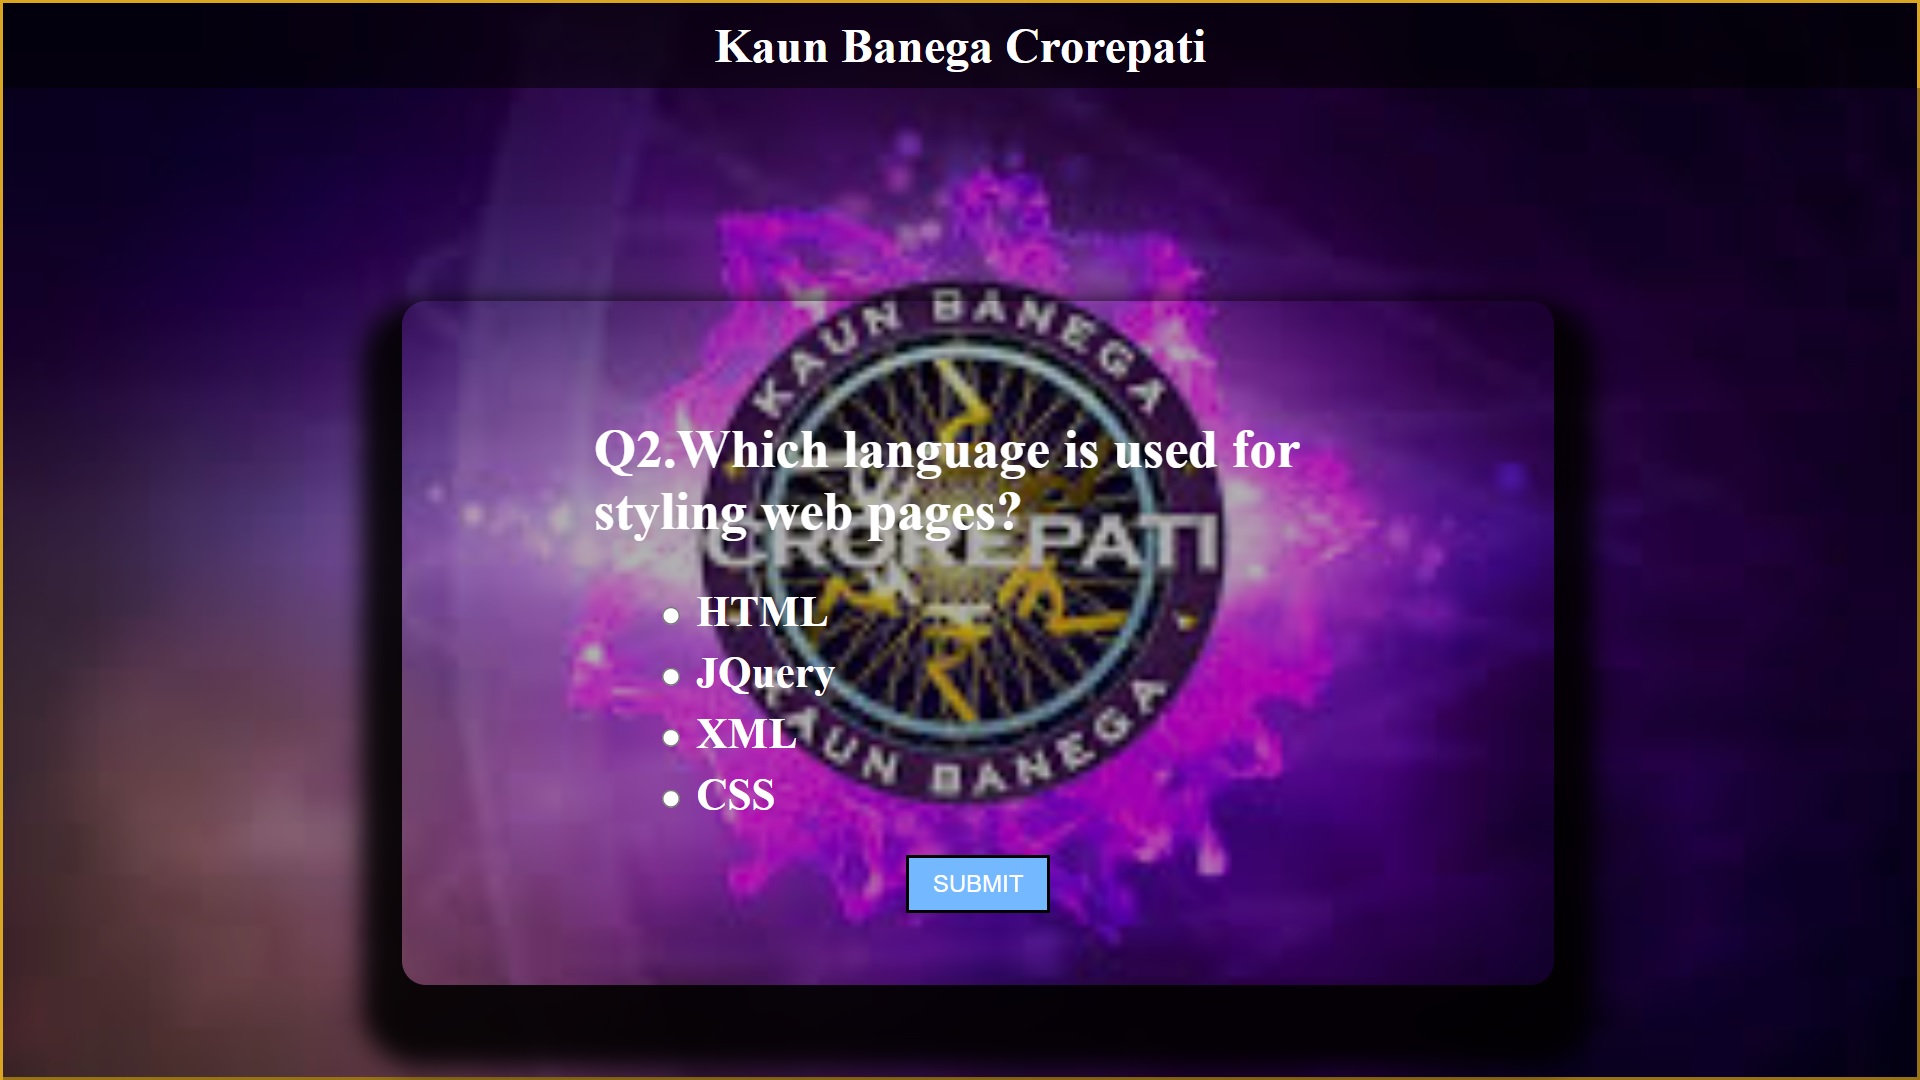 Kaun Banega Crorepati
KAUN BANEGA
Q2.Which language is used for
styling web pages?
CROREPATI
HTML
JQuery
XML
CSS
KAUN BANEGA
SUBMIT